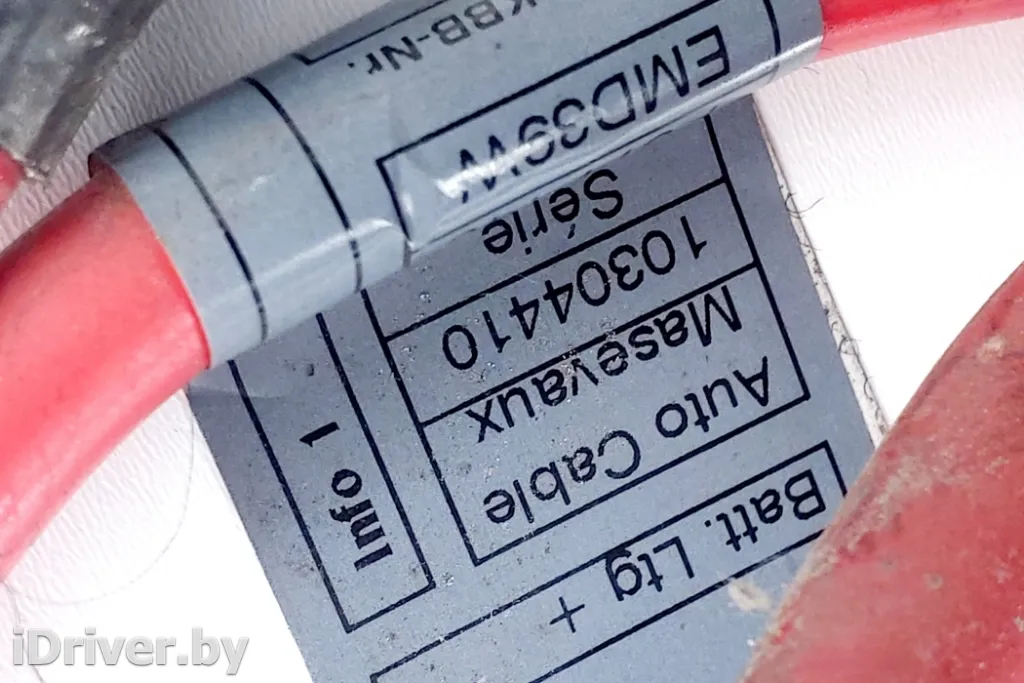 Batt. Ltg +
Auto Cable
Masevaux
10304410
Série
EMD39W
KBB-Nr.
Info 1
iDriver.by